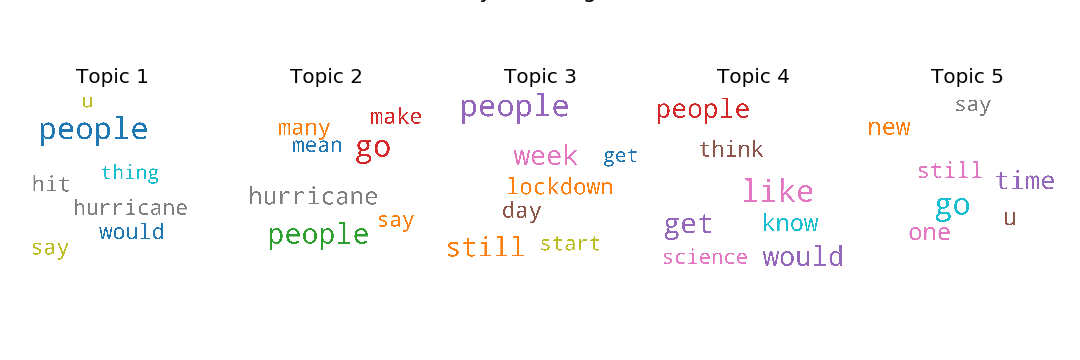 Topic 1
u
people
thing
hit
hurricane
would
say
Topic 2
make
many
mean
go
hurricane
say
people
Topic 3
people
week
get
lockdown
day
still
start
Topic 4
people
think
like
get
know
science
would
Topic 5
say
new
still
time
go
u
one